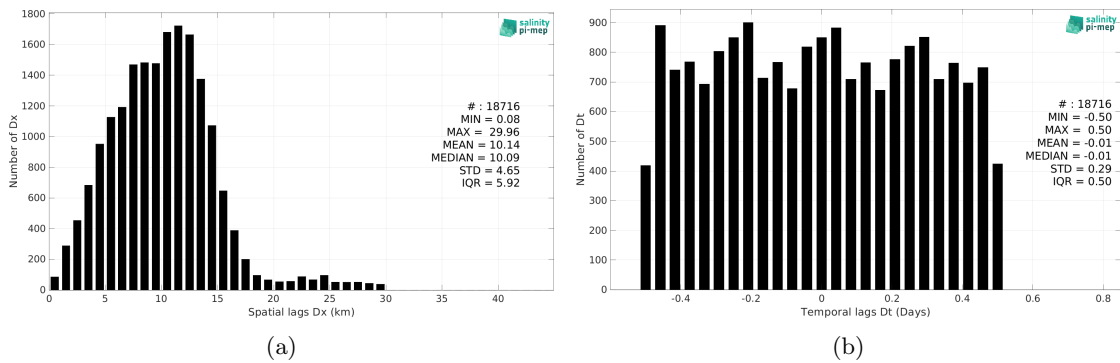 1800
1600
1400
1200
1000
800
600
400
200
0
Number of Dx
0 5 10 15 20 25 30 35 40
Spatial lags Dx (km)
salinity
pi-mep
# : 18716
MIN = 0.08
MAX = 29.96
MEAN = 10.14
MEDIAN = 10.09
STD = 4.65
IQR = 5.92
(a)
900
800
700
600
500
400
300
200
100
0
Number of Dt
-0.4 -0.2 0 0.2 0.4 0.6 0.8
Temporal lags Dt (Days)
salinity
pi-mep
# : 18716
MIN = -0.50
MAX = 0.50
MEAN = -0.01
MEDIAN = -0.01
STD = 0.29
IQR = 0.50
(b)